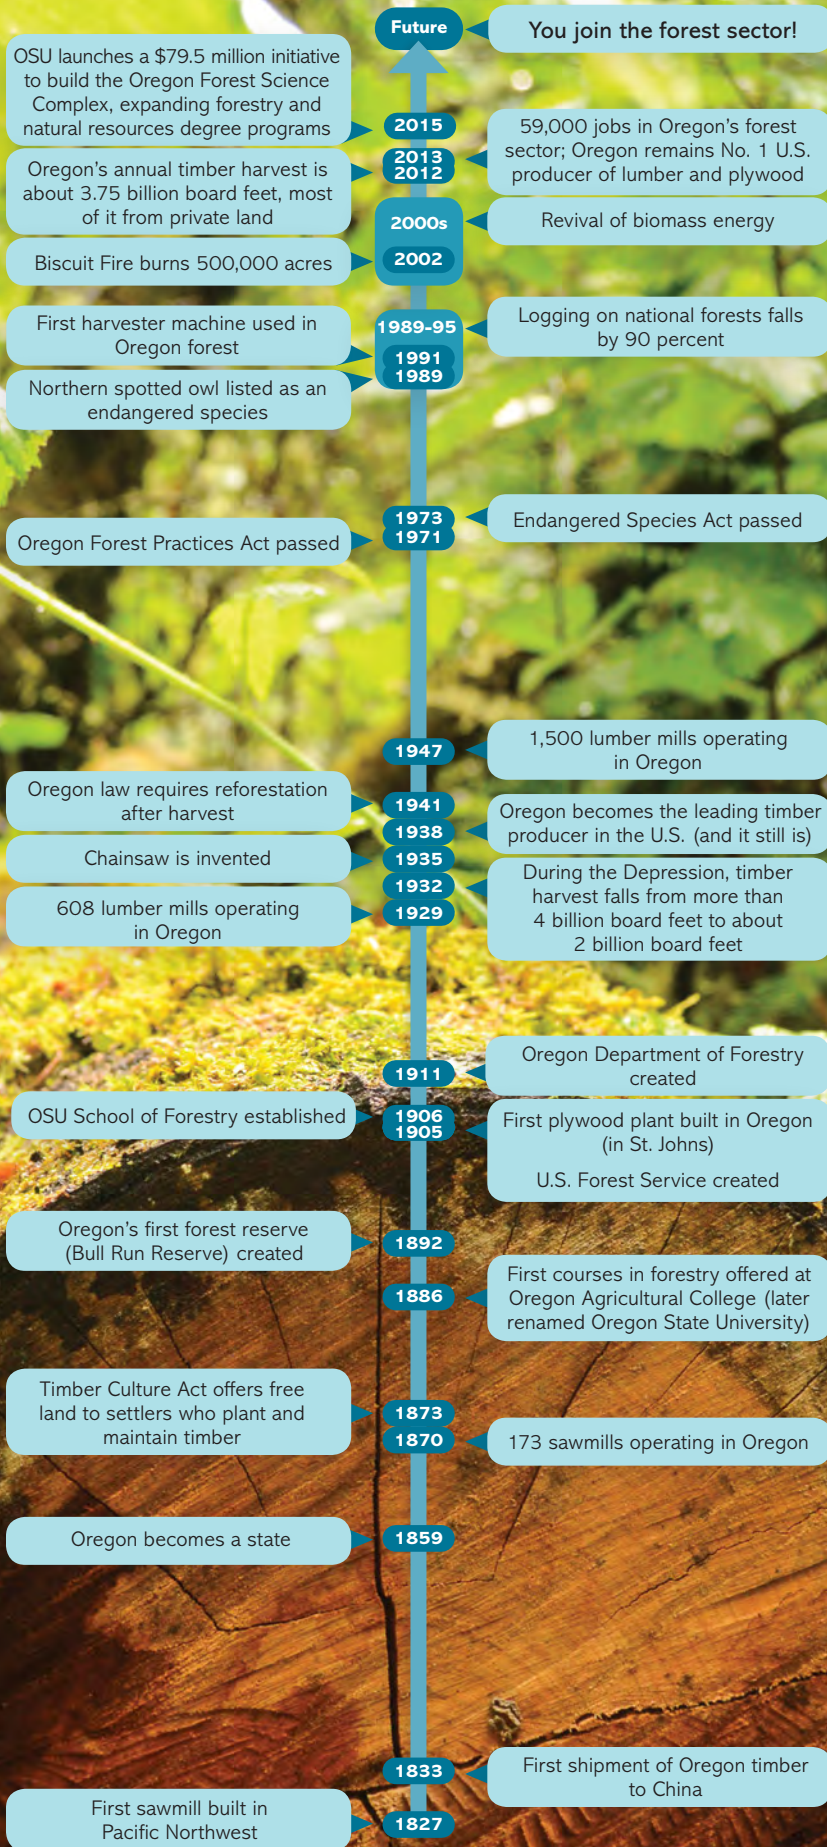 Future
You join the forest sector!
OSU launches a $79.5 million initiative
to build the Oregon Forest Science
Complex, expanding forestry and
natural resources degree programs
2015
59,000 jobs in Oregon's forest
sector; Oregon remains No. 1 U.S.
producer of lumber and plywood
2013
2012
Oregon's annual timber harvest is
about 3.75 billion board feet, most
of it from private land
2000s
Revival of biomass energy
Biscuit Fire burns 500,000 acres
2002
1989-95
Logging on national forests falls
by 90 percent
First harvester machine used in
Oregon forest
1991
1989
Northern spotted owl listed as an
endangered species
1973
Endangered Species Act passed
1971
Oregon Forest Practices Act passed
1947
1,500 lumber mills operating
in Oregon
Oregon law requires reforestation
after harvest
1941
1938
Oregon becomes the leading timber
producer in the U.S. (and it still is)
Chainsaw is invented
1935
1932
During the Depression, timber
harvest falls from more than
4 billion board feet to about
2 billion board feet
608 lumber mills operating
in Oregon
1929
1911
Oregon Department of Forestry
created
OSU School of Forestry established
1906
1905
First plywood plant built in Oregon
(in St. Johns)
U.S. Forest Service created
Oregon's first forest reserve
(Bull Run Reserve) created
1892
1886
First courses in forestry offered at
Oregon Agricultural College (later
renamed Oregon State University)
Timber Culture Act offers free
land to settlers who plant and
maintain timber
1873
1870
173 sawmills operating in Oregon
Oregon becomes a state
1859
1833
First shipment of Oregon timber
to China
First sawmill built in
Pacific Northwest
1827